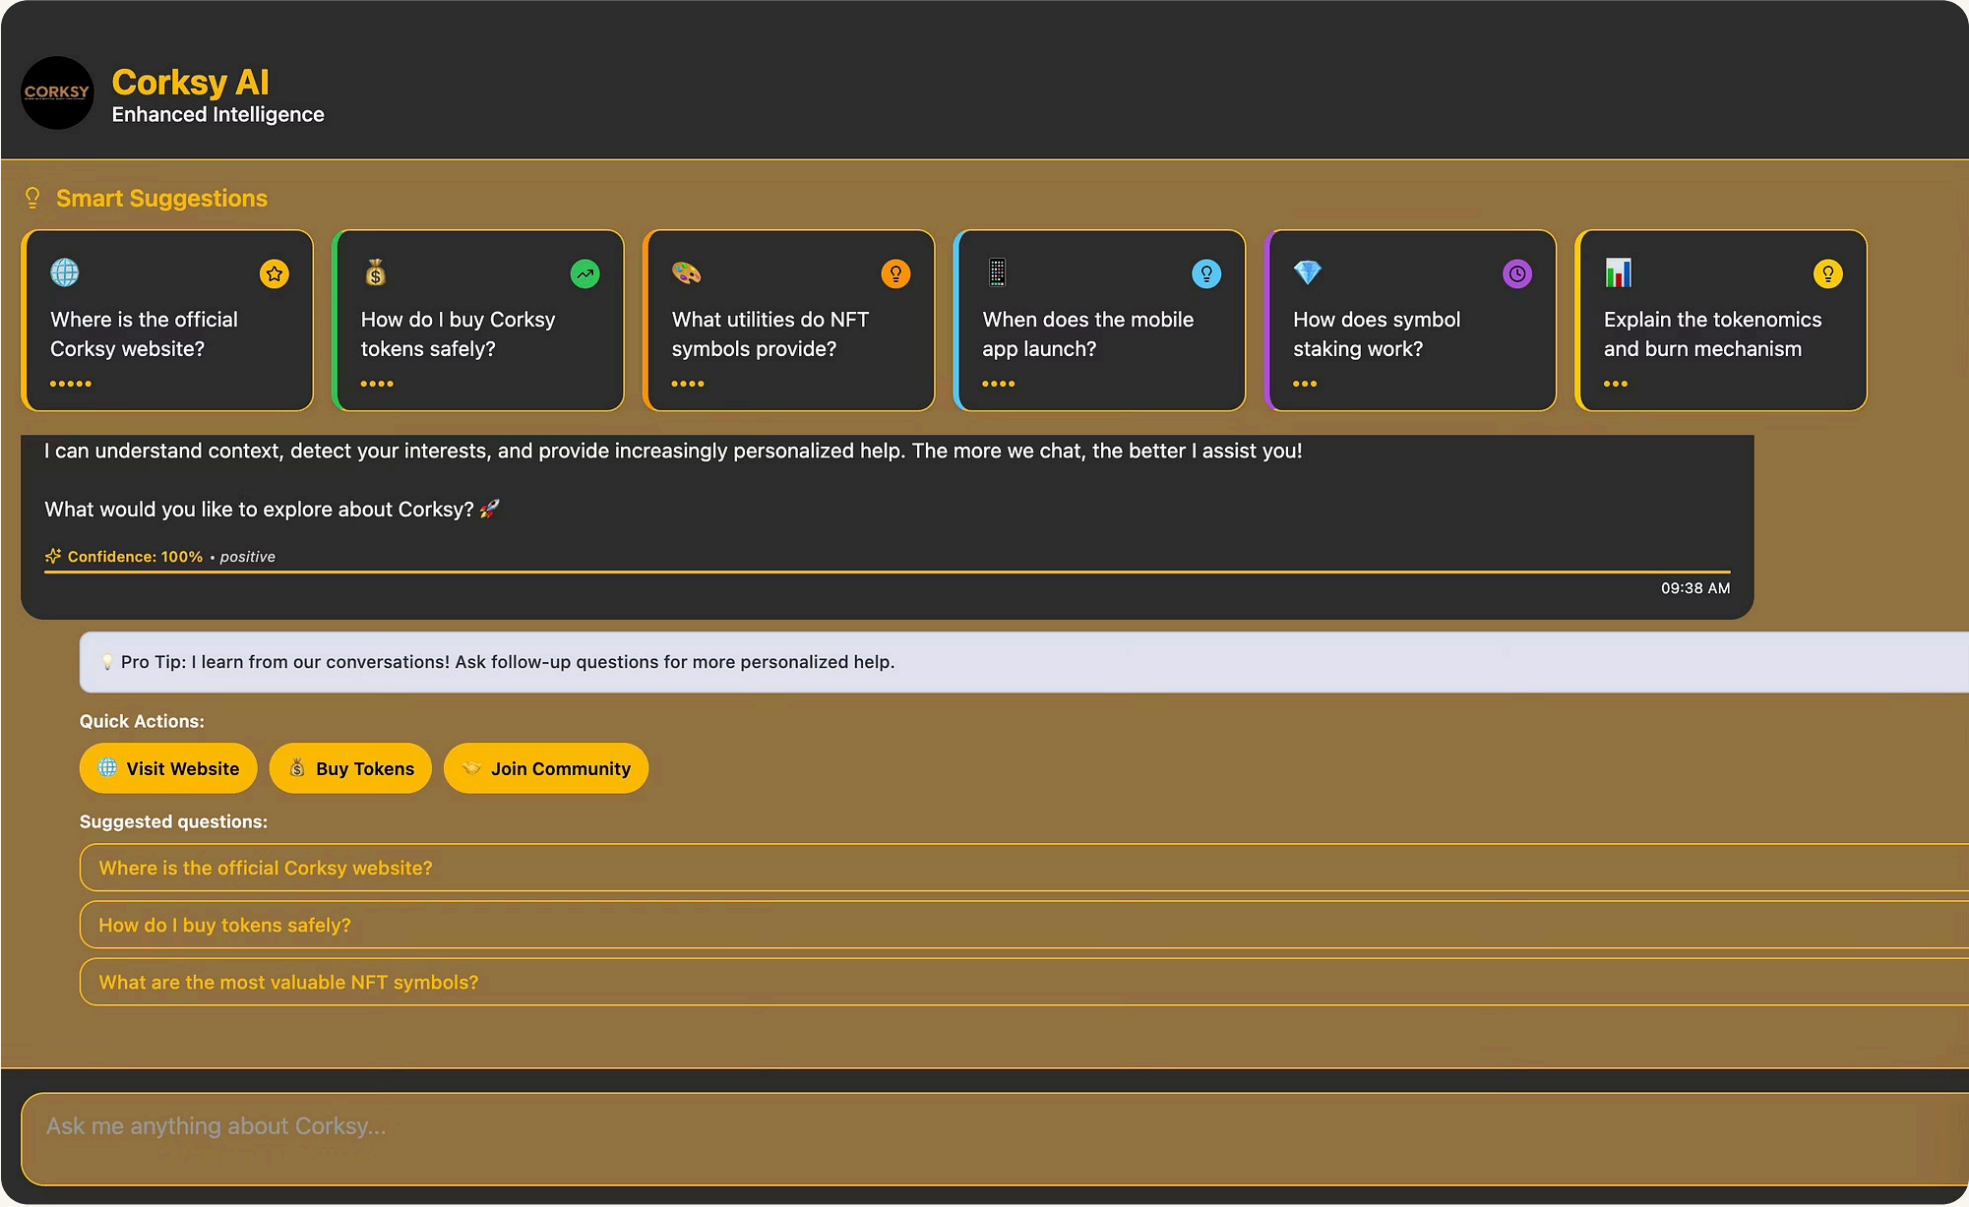 CORKSY
Corksy AI
Enhanced Intelligence
Smart Suggestions
Where is the official
Corksy website?
How do I buy Corksy
tokens safely?
What utilities do NFT
symbols provide?
When does the mobile
app launch?
How does symbol
staking work?
Explain the tokenomics
and burn mechanism
I can understand context, detect your interests, and provide increasingly personalized help. The more we chat, the better I assist you!
What would you like to explore about Corksy? 🚀
Confidence: 100% • positive
09:38 AM
💡 Pro Tip: I learn from our conversations! Ask follow-up questions for more personalized help.
Quick Actions:
🌐 Visit Website
💰 Buy Tokens
🤝 Join Community
Suggested questions:
Where is the official Corksy website?
How do I buy tokens safely?
What are the most valuable NFT symbols?
Ask me anything about Corksy...